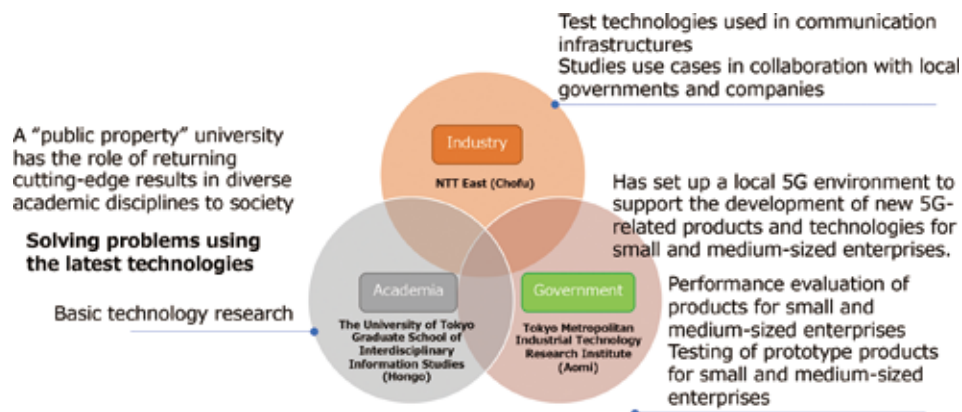 Test technologies used in communication
infrastructures
Studies use cases in collaboration with local
governments and companies
A “public property” university
has the role of returning
cutting-edge results in diverse
academic disciplines to society
Solving problems using
the latest technologies
Basic technology research
Industry
NTT East (Chofu)
Academia
The University of Tokyo
Graduate School of
Interdisciplinary
Information Studies
(Hongo)
Government
Tokyo Metropolitan
Industrial Technology
Research Institute
(Aomi)
Has set up a local 5G environment to
support the development of new 5G-
related products and technologies for
small and medium-sized enterprises.
Performance evaluation of
products for small and
medium-sized enterprises
Testing of prototype products
for small and medium-sized
enterprises